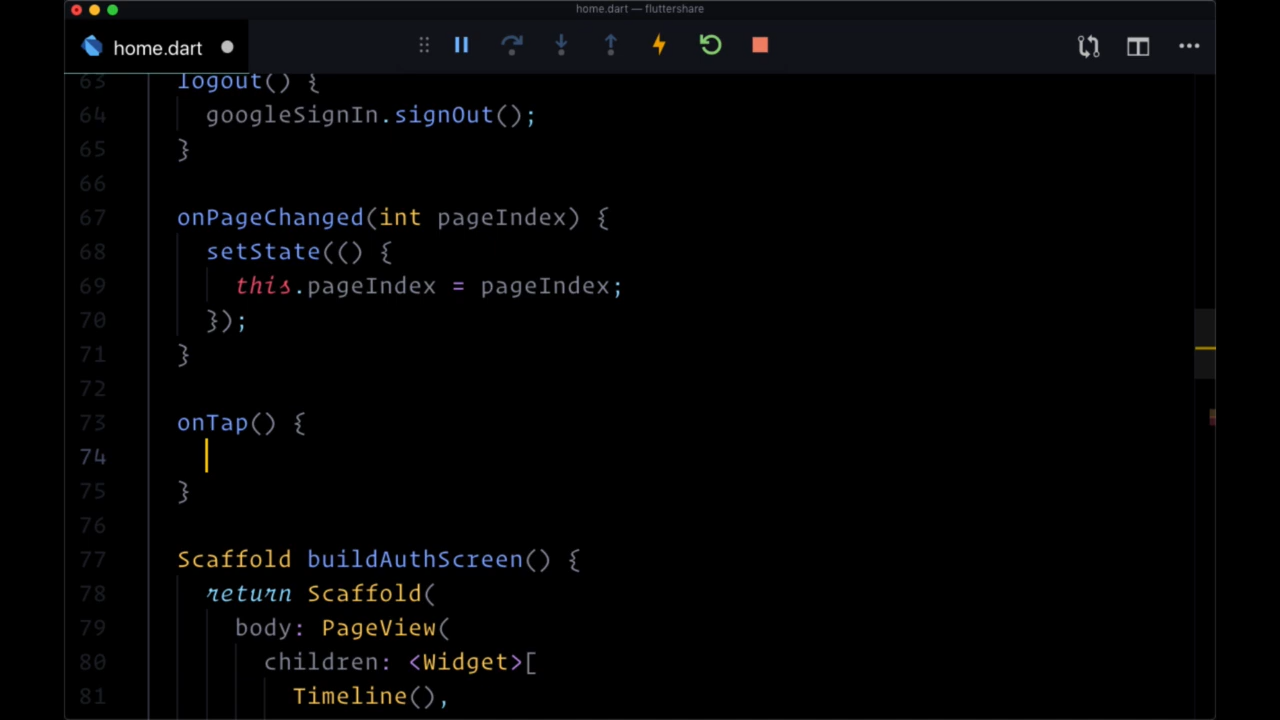 home.dart — fluttershare
home.dart
63 logout() {
64 googleSignIn.signOut();
65 }
66
67 onPageChanged(int pageIndex) {
68 setState(() {
69 this.pageIndex = pageIndex;
70 });
71 }
72
73 onTap() {
74
75 }
76
77 Scaffold buildAuthScreen() {
78 return Scaffold(
79 body: PageView(
80 children: <Widget>[
81 Timeline(),